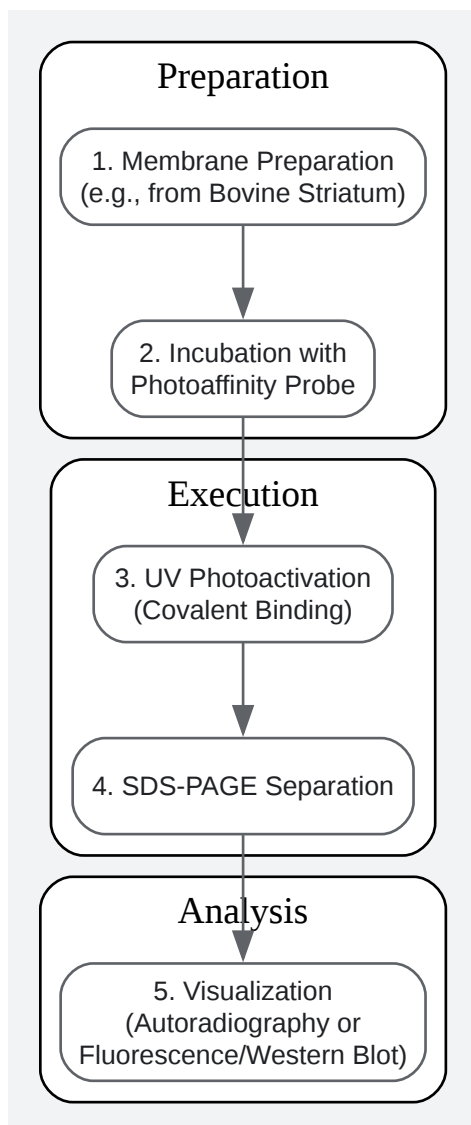 Preparation
1. Membrane Preparation
(e.g., from Bovine Striatum)
2. Incubation with
Photoaffinity Probe
Execution
3. UV Photoactivation
(Covalent Binding)
4. SDS-PAGE Separation
Analysis
5. Visualization
(Autoradiography or
Fluorescence/Western Blot)